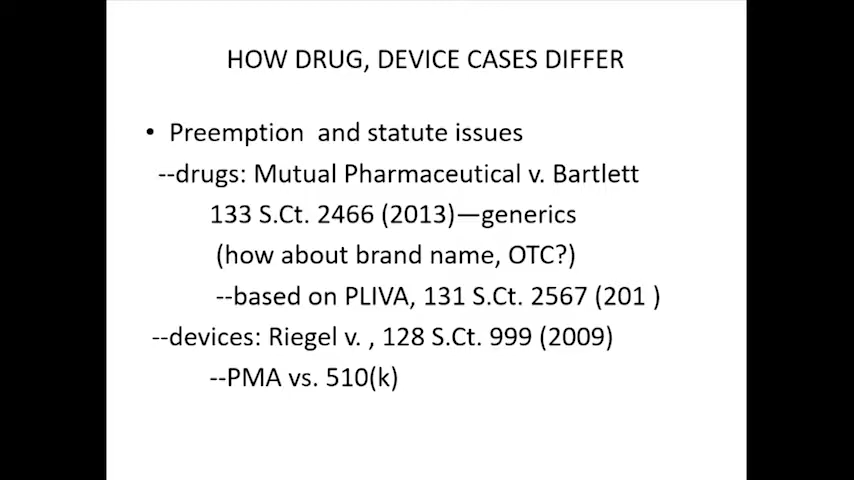 HOW DRUG, DEVICE CASES DIFFER
• Preemption and statute issues
--drugs: Mutual Pharmaceutical v. Bartlett
133 S.Ct. 2466 (2013)—generics
(how about brand name, OTC?)
--based on PLIVA, 131 S.Ct. 2567 (201 )
--devices: Riegel v. , 128 S.Ct. 999 (2009)
--PMA vs. 510(k)